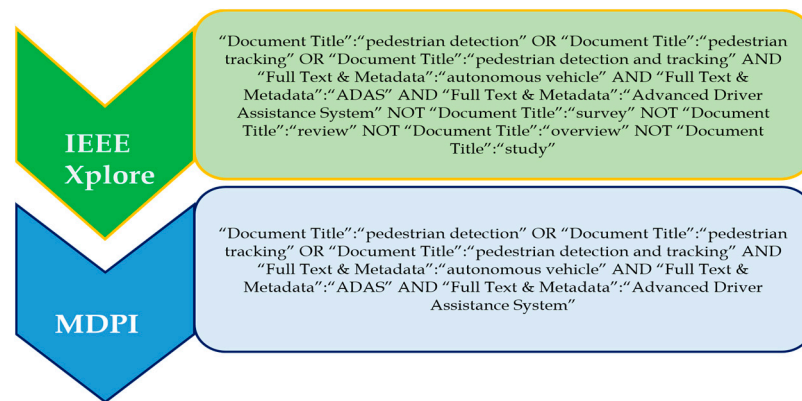 IEEE
Xplore
“Document Title”:“pedestrian detection” OR “Document Title”:“pedestrian
tracking” OR “Document Title”:“pedestrian detection and tracking” AND
“Full Text & Metadata”:“autonomous vehicle” AND “Full Text &
Metadata”:“ADAS” AND “Full Text & Metadata”:“Advanced Driver
Assistance System” NOT “Document Title”:“survey” NOT “Document
Title”:“review” NOT “Document Title”:“overview” NOT “Document
Title”:“study”
MDPI
“Document Title”:“pedestrian detection” OR “Document Title”:“pedestrian
tracking” OR “Document Title”:“pedestrian detection and tracking” AND
“Full Text & Metadata”:“autonomous vehicle” AND “Full Text &
Metadata”:“ADAS” AND “Full Text & Metadata”:“Advanced Driver
Assistance System”